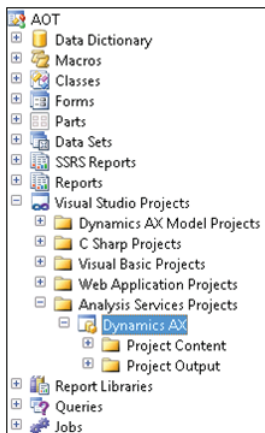 AOT
Data Dictionary
Macros
Classes
Forms
Parts
Data Sets
SSRS Reports
Reports
Visual Studio Projects
Dynamics AX Model Projects
C Sharp Projects
Visual Basic Projects
Web Application Projects
Analysis Services Projects
Dynamics AX
Project Content
Project Output
Report Libraries
Queries
Jobs